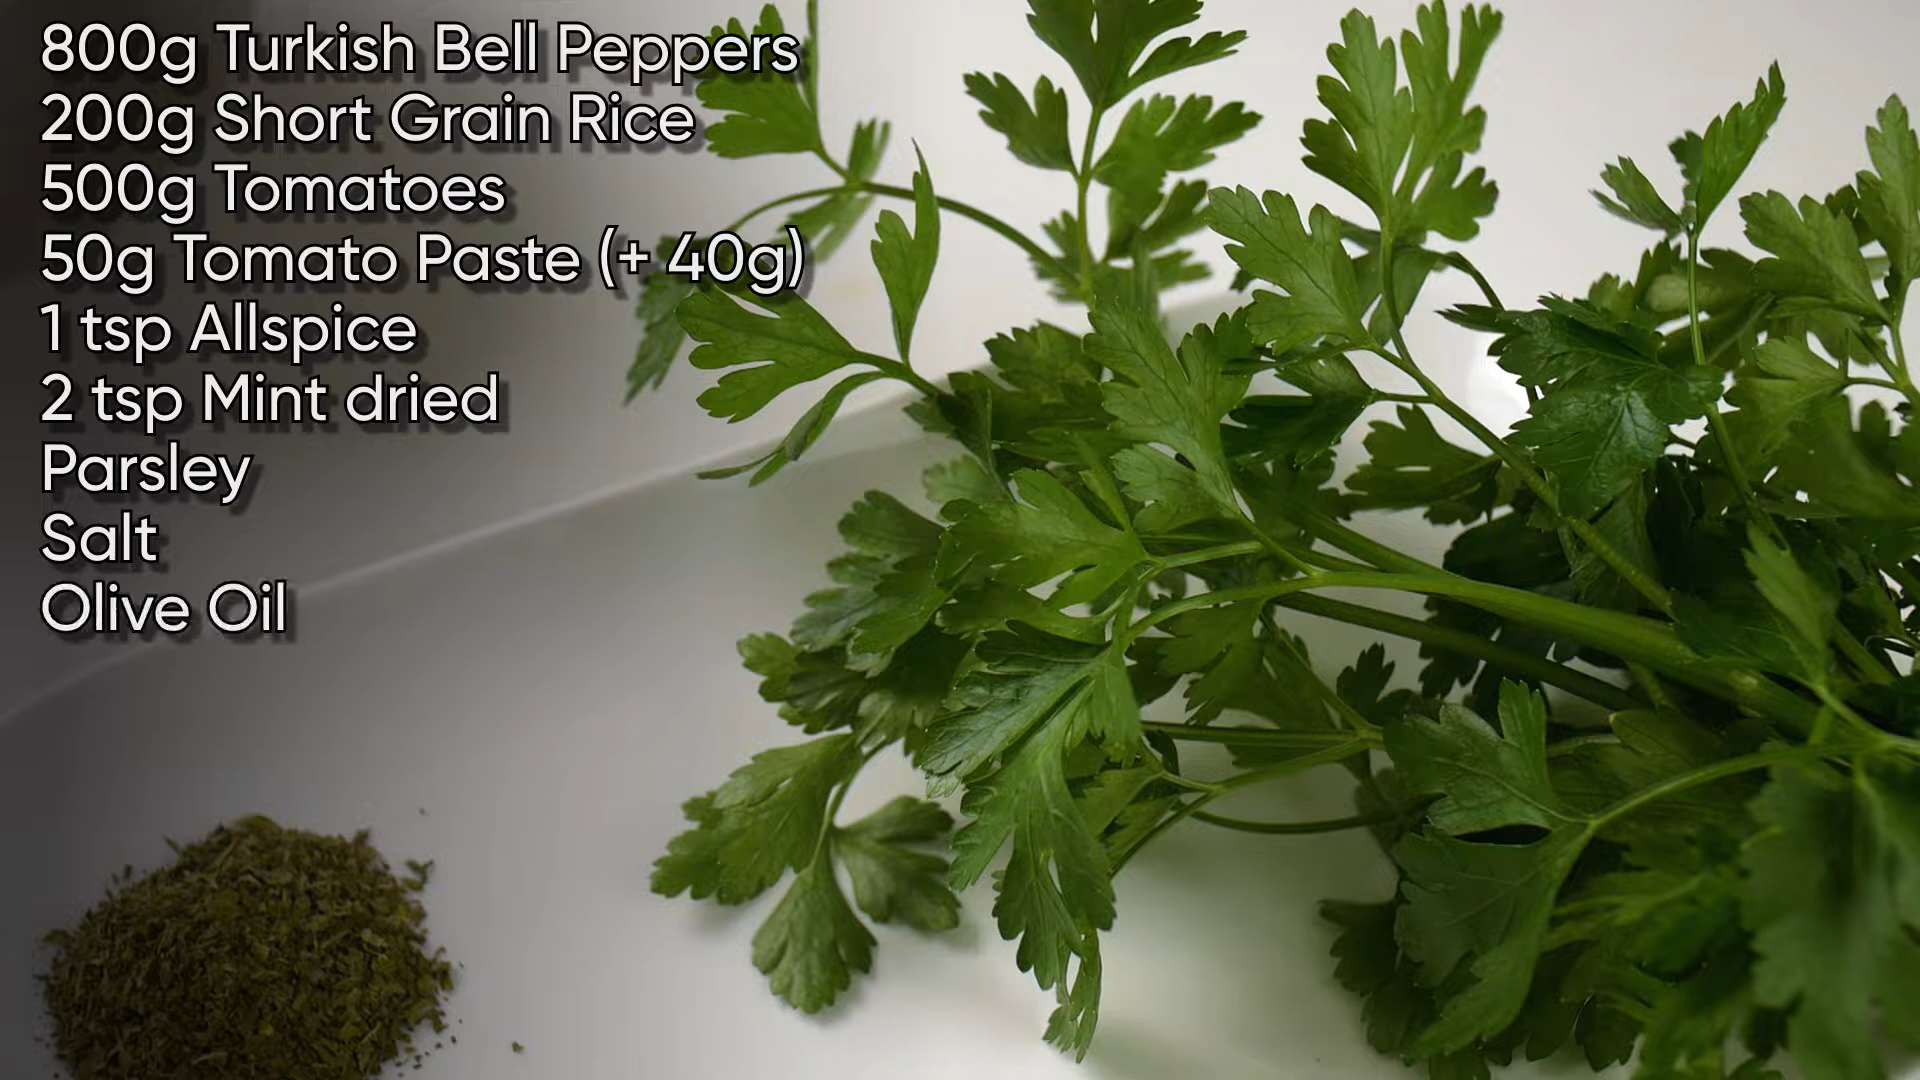 800g Turkish Bell Peppers
200g Short Grain Rice
500g Tomatoes
50g Tomato Paste (+ 40g)
1 tsp Allspice
2 tsp Mint dried
Parsley
Salt
Olive Oil